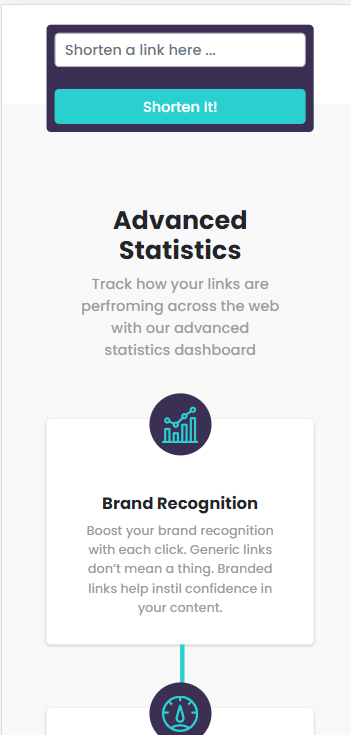 Shorten a link here ...
Shorten It!
Advanced
Statistics
Track how your links are
perfroming across the web
with our advanced
statistics dashboard
Brand Recognition
Boost your brand recognition
with each click. Generic links
don’t mean a thing. Branded
links help instil confidence in
your content.